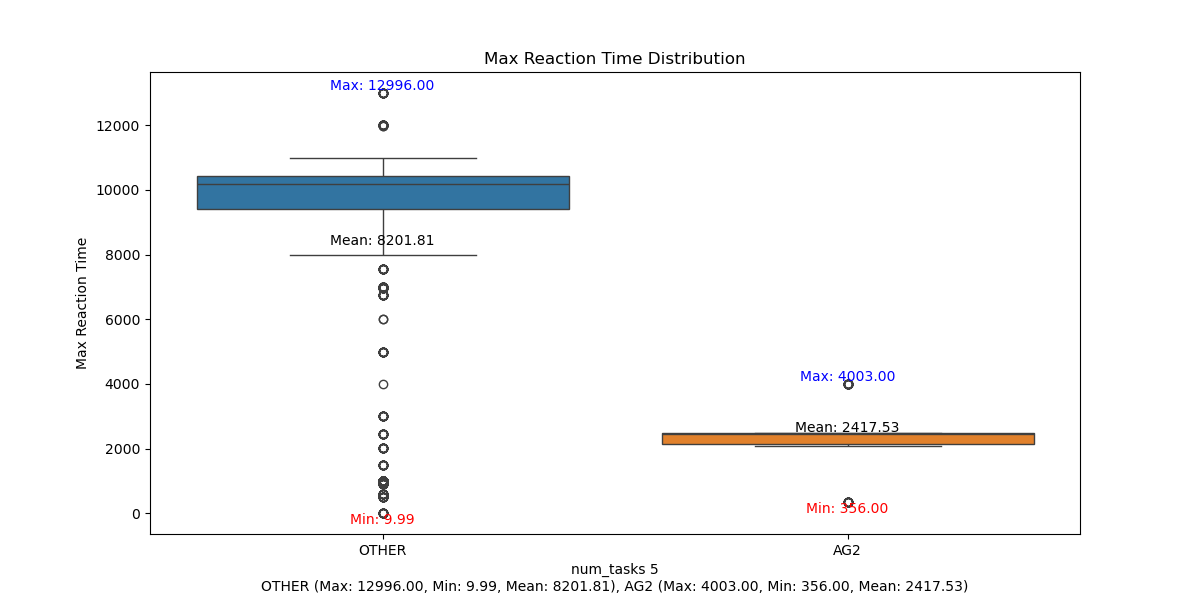 Max Reaction Time Distribution
Max: 12996.00
12000
10000
Mean: 8201.81
8000
Max Reaction Time
6000
4000
Max: 4003.00
Mean: 2417.53
2000
Min: 356.00
0
Min: 9.99
OTHER AG2
num_tasks 5
OTHER (Max: 12996.00, Min: 9.99, Mean: 8201.81), AG2 (Max: 4003.00, Min: 356.00, Mean: 2417.53)